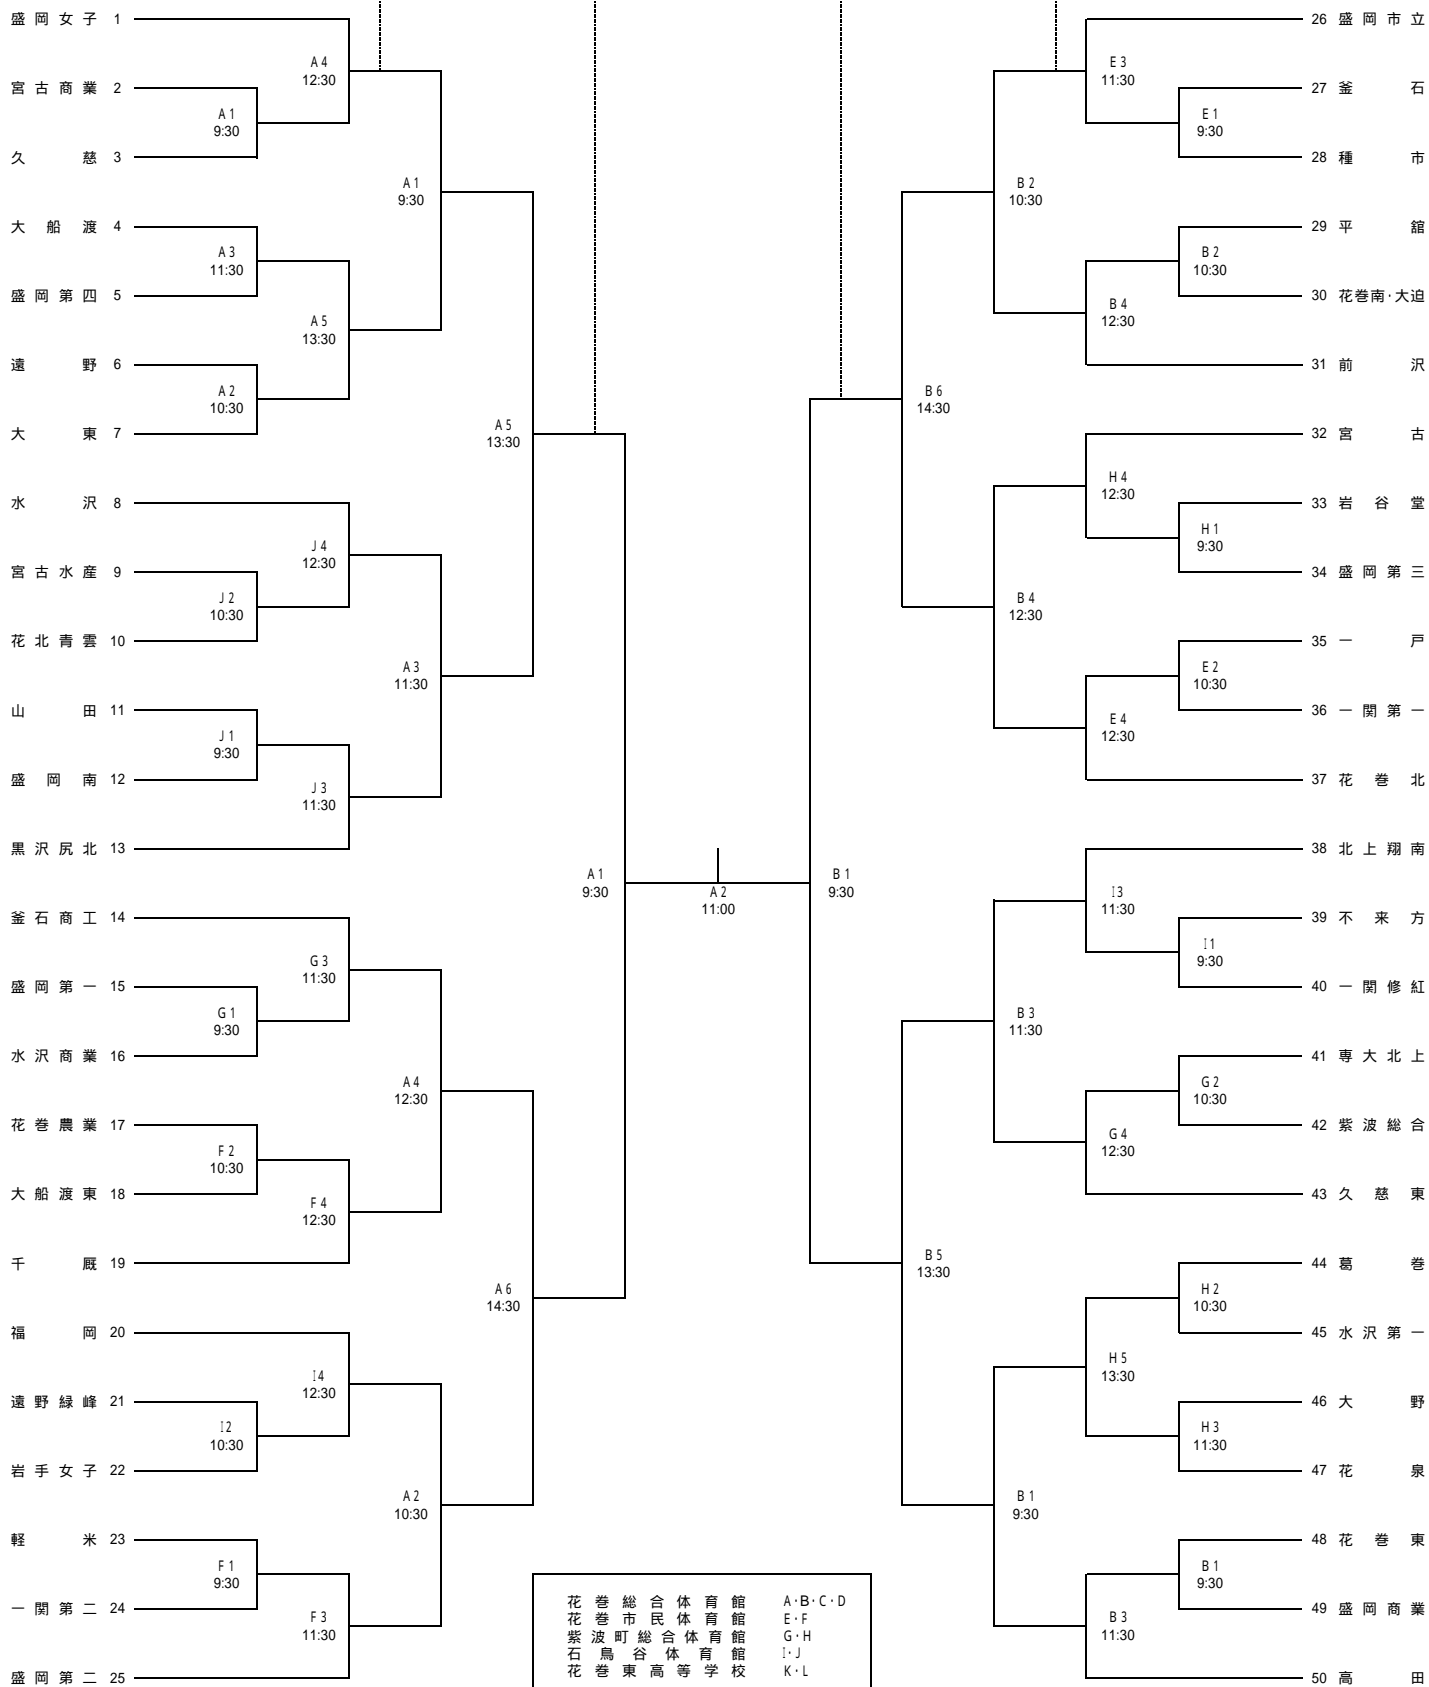 盛岡女子 1
A4
12:30
宮古商業 2
A1
9:30
久慈 3
A1
9:30
大船渡 4
A3
11:30
盛岡第四 5
A5
13:30
遠野 6
A2
10:30
大東 7
A5
13:30
水沢 8
J4
12:30
宮古水産 9
J2
10:30
花北青雲 10
A3
11:30
山田 11
J1
9:30
盛岡南 12
J3
11:30
黒沢尻北 13
A1
9:30
釜石商工 14
G3
11:30
盛岡第一 15
G1
9:30
水沢商業 16
A4
12:30
花巻農業 17
F2
10:30
大船渡東 18
F4
12:30
千厩 19
A6
14:30
福岡 20
I4
12:30
遠野緑峰 21
I2
10:30
岩手女子 22
A2
10:30
軽米 23
F1
9:30
一関第二 24
F3
11:30
盛岡第二 25
A2
11:00
26 盛岡市立
E3
11:30
27 釜石
E1
9:30
28 種市
B2
10:30
29 平舘
B2
10:30
30 花巻南・大迫
B4
12:30
31 前沢
B6
14:30
32 宮古
H4
12:30
33 岩谷堂
H1
9:30
34 盛岡第三
B4
12:30
35 一戸
E2
10:30
36 一関第一
E4
12:30
37 花巻北
B1
9:30
38 北上翔南
I3
11:30
39 不来方
I1
9:30
40 一関修紅
B3
11:30
41 専大北上
G2
10:30
42 紫波総合
G4
12:30
43 久慈東
B5
13:30
44 葛巻
H2
10:30
45 水沢第一
H5
13:30
46 大野
H3
11:30
47 花泉
B1
9:30
48 花巻東
B1
9:30
49 盛岡商業
B3
11:30
50 高田
花巻総合体育館 A・B・C・D
花巻市民体育館 E・F
紫波町総合体育館 G・H
石鳥谷体育館 I・J
花巻東高等学校 K・L